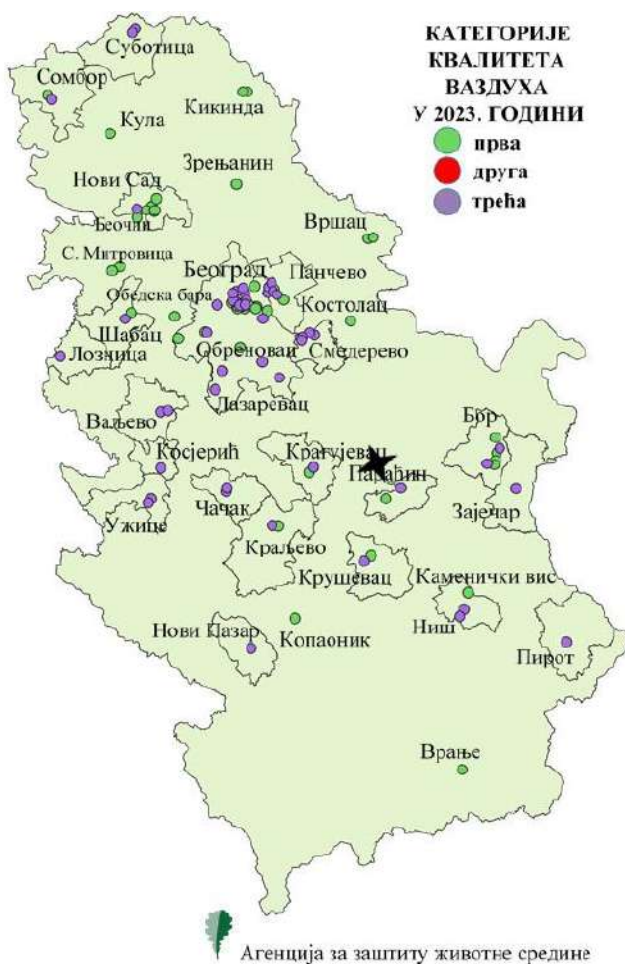 КАТЕГОРИЈЕ
КВАЛИТЕТА
ВАЗДУХА
У 2023. ГОДИНИ
прва
друга
трећа
Суботица
Сомбор
Кикинда
Кула
Зрењанин
Нови Сад
Беочин
Вршац
С. Митровица
Београд
Панчево
Обедска бара
Костолац
Шабац
Лозница
Обреновац
Смедерево
Лазаревац
Ваљево
Бор
Косјерић
Крагујевац
Параћин
Ужице
Чачак
Зајечар
Краљево
Крушевац
Каменички вис
Нови Пазар
Копаоник
Ниш
Пирот
Врање
Агенција за заштиту животне средине